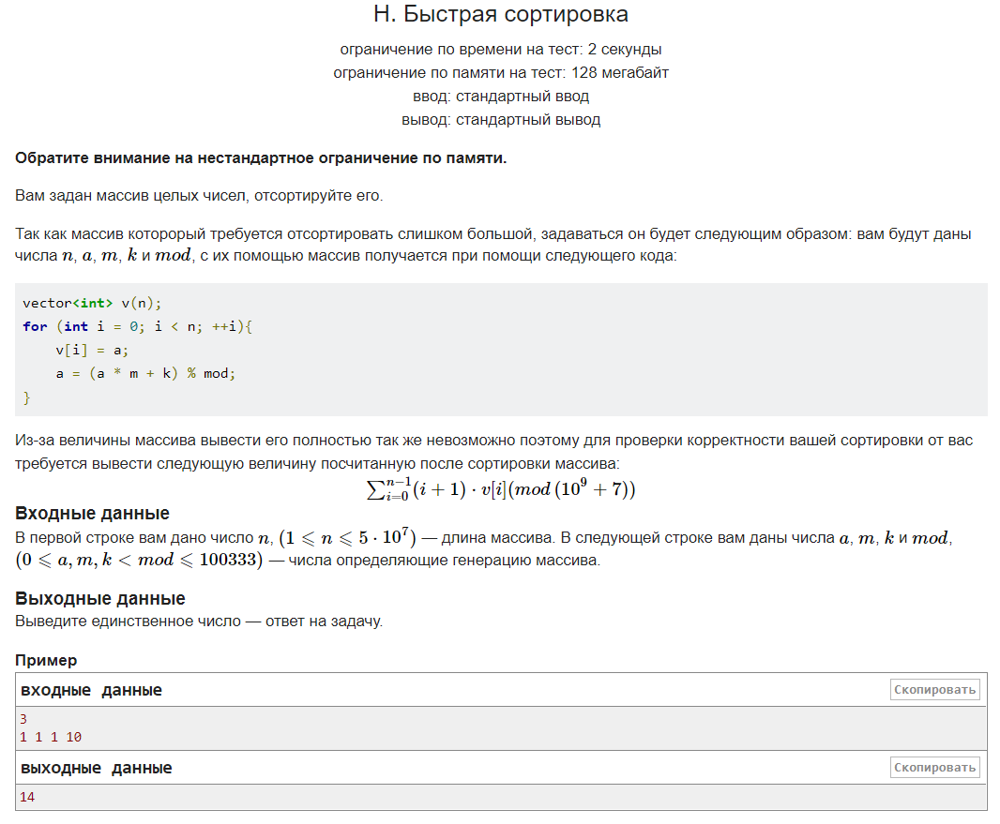 H. Быстрая сортировка
ограничение по времени на тест: 2 секунды
ограничение по памяти на тест: 128 мегабайт
ввод: стандартный ввод
вывод: стандартный вывод
Обратите внимание на нестандартное ограничение по памяти.
Вам задан массив целых чисел, отсортируйте его.
Так как массив которорый требуется отсортировать слишком большой, задаваться он будет следующим образом: вам будут даны
числа n, a, m, k и mod, с их помощью массив получается при помощи следующего кода:
vector<int> v(n);
for (int i = 0; i < n; ++i){
    v[i] = a;
    a = (a * m + k) % mod;
}
Из-за величины массива вывести его полностью так же невозможно поэтому для проверки корректности вашей сортировки от вас
требуется вывести следующую величину посчитанную после сортировки массива:
∑_{i=0}^{n−1}(i + 1) · v[i](mod (10^9 + 7))
Входные данные
В первой строке вам дано число n, (1 ⩽ n ⩽ 5 · 10^7) — длина массива. В следующей строке вам даны числа a, m, k и mod,
(0 ⩽ a, m, k < mod ⩽ 100333) — числа определяющие генерацию массива.
Выходные данные
Выведите единственное число — ответ на задачу.
Пример
входные данные
Скопировать
3
1 1 1 10
выходные данные
Скопировать
14